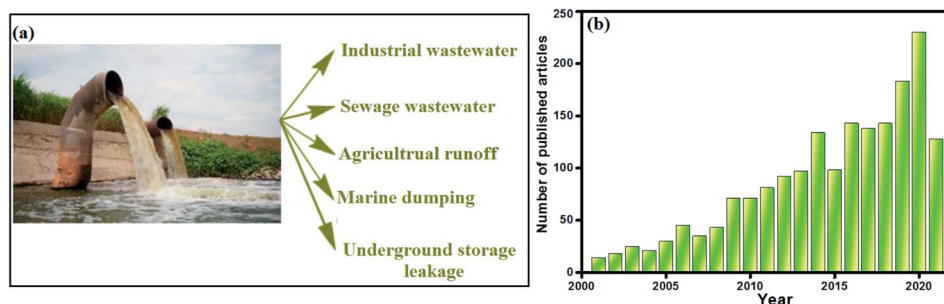 (a)
Industrial wastewater
Sewage wastewater
Agricultrual runoff
Marine dumping
Underground storage
leakage
(b)
Number of published articles
250
200
150
100
50
0
2000
2005
2010
2015
2020
Year